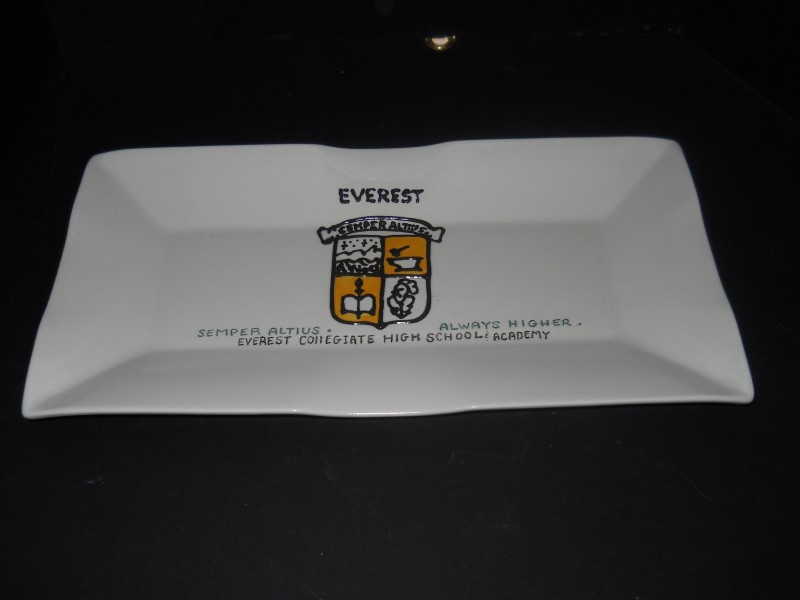 EVEREST
SEMPER ALTIUS
SEMPER ALTIUS. ALWAYS HIGHER.
EVEREST COllEGIATE HIGH SCHOOL & ACADEMY